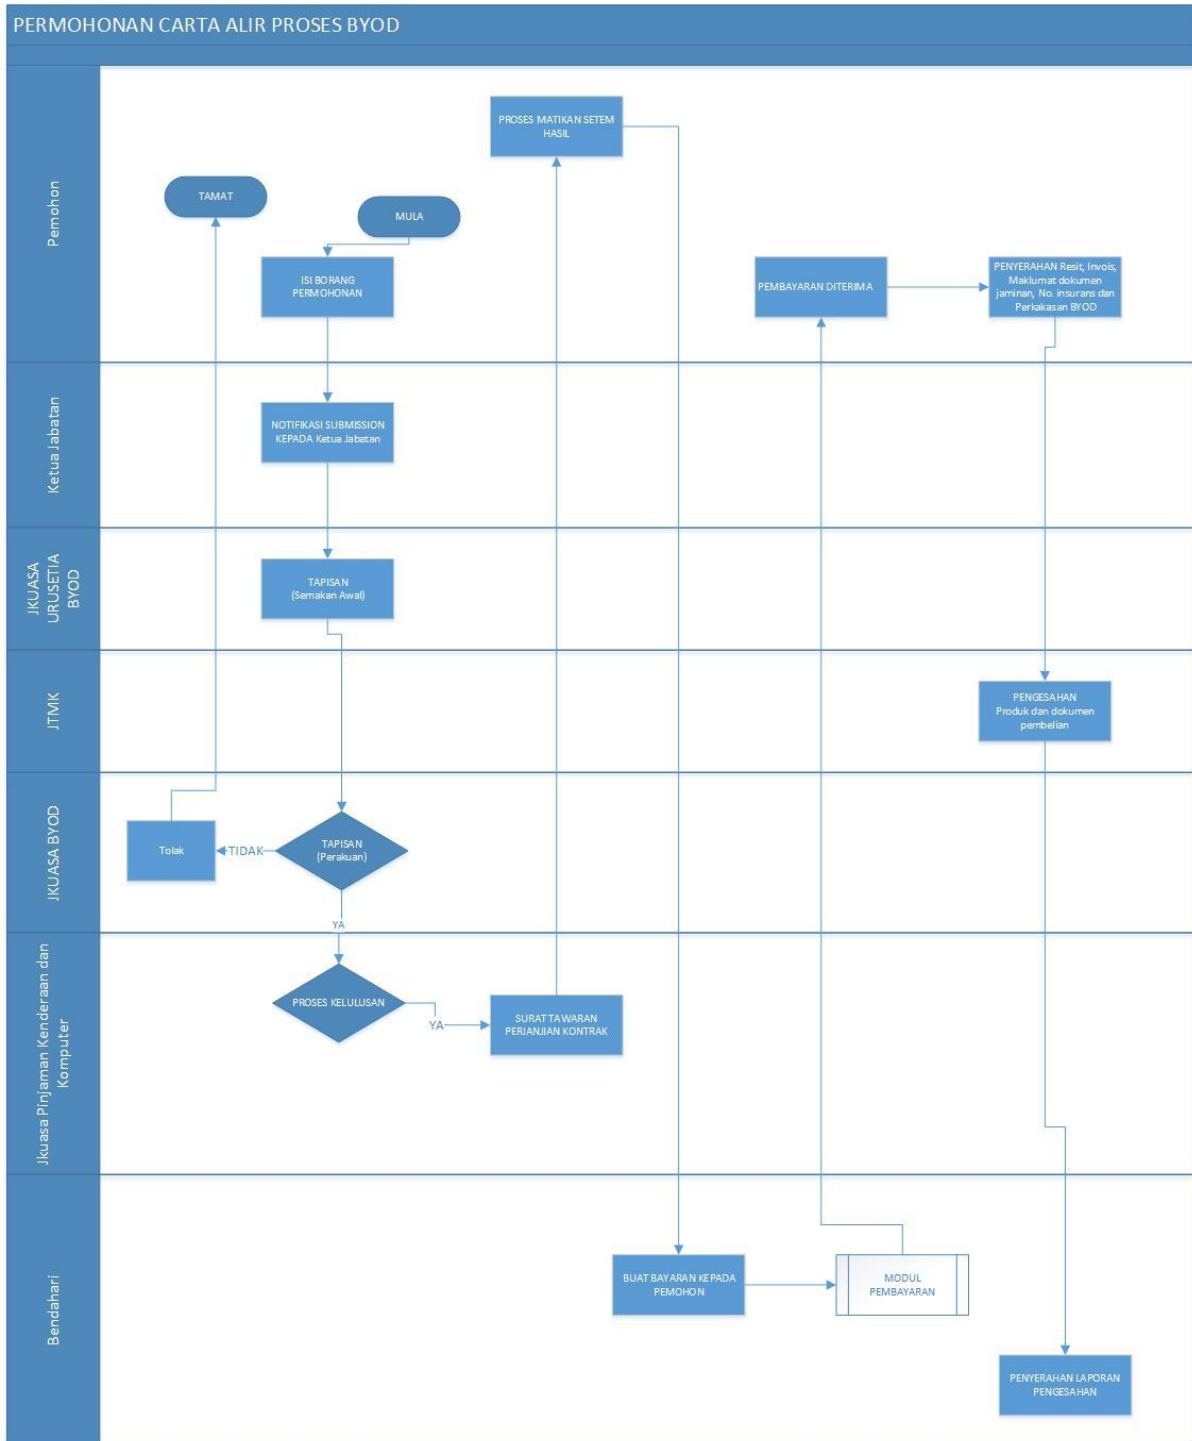 PERMOHONAN CARTA ALIR PROSES BYOD
Pemohon
PROSES MATIKAN SETEM
HASIL
TAMAT
MULA
ISI BORANG
PERMOHONAN
PEMBAYARAN DITERIMA
PENYERAHAN Resit, Invois,
Maklumat dokumen
jaminan, No. insurans dan
Perkakasan BYOD
Ketua Jabatan
NOTIFIKASI SUBMISSION
KEPADA Ketua Jabatan
JKUASA
URUSETIA
BYOD
TAPISAN
(Semakan Awal)
JTMK
PENGESAHAN
Produk dan dokumen
pembelian
JKUASA BYOD
Tolak
TIDAK
TAPISAN
(Perakuan)
YA
Jkuasa Pinjaman Kenderaan dan
Komputer
PROSES KELULUSAN
YA
SURAT TAWARAN
PERJANJIAN KONTRAK
Bendahari
BUAT BAYARAN KEPADA
PEMOHON
MODUL
PEMBAYARAN
PENYERAHAN LAPORAN
PENGESAHAN